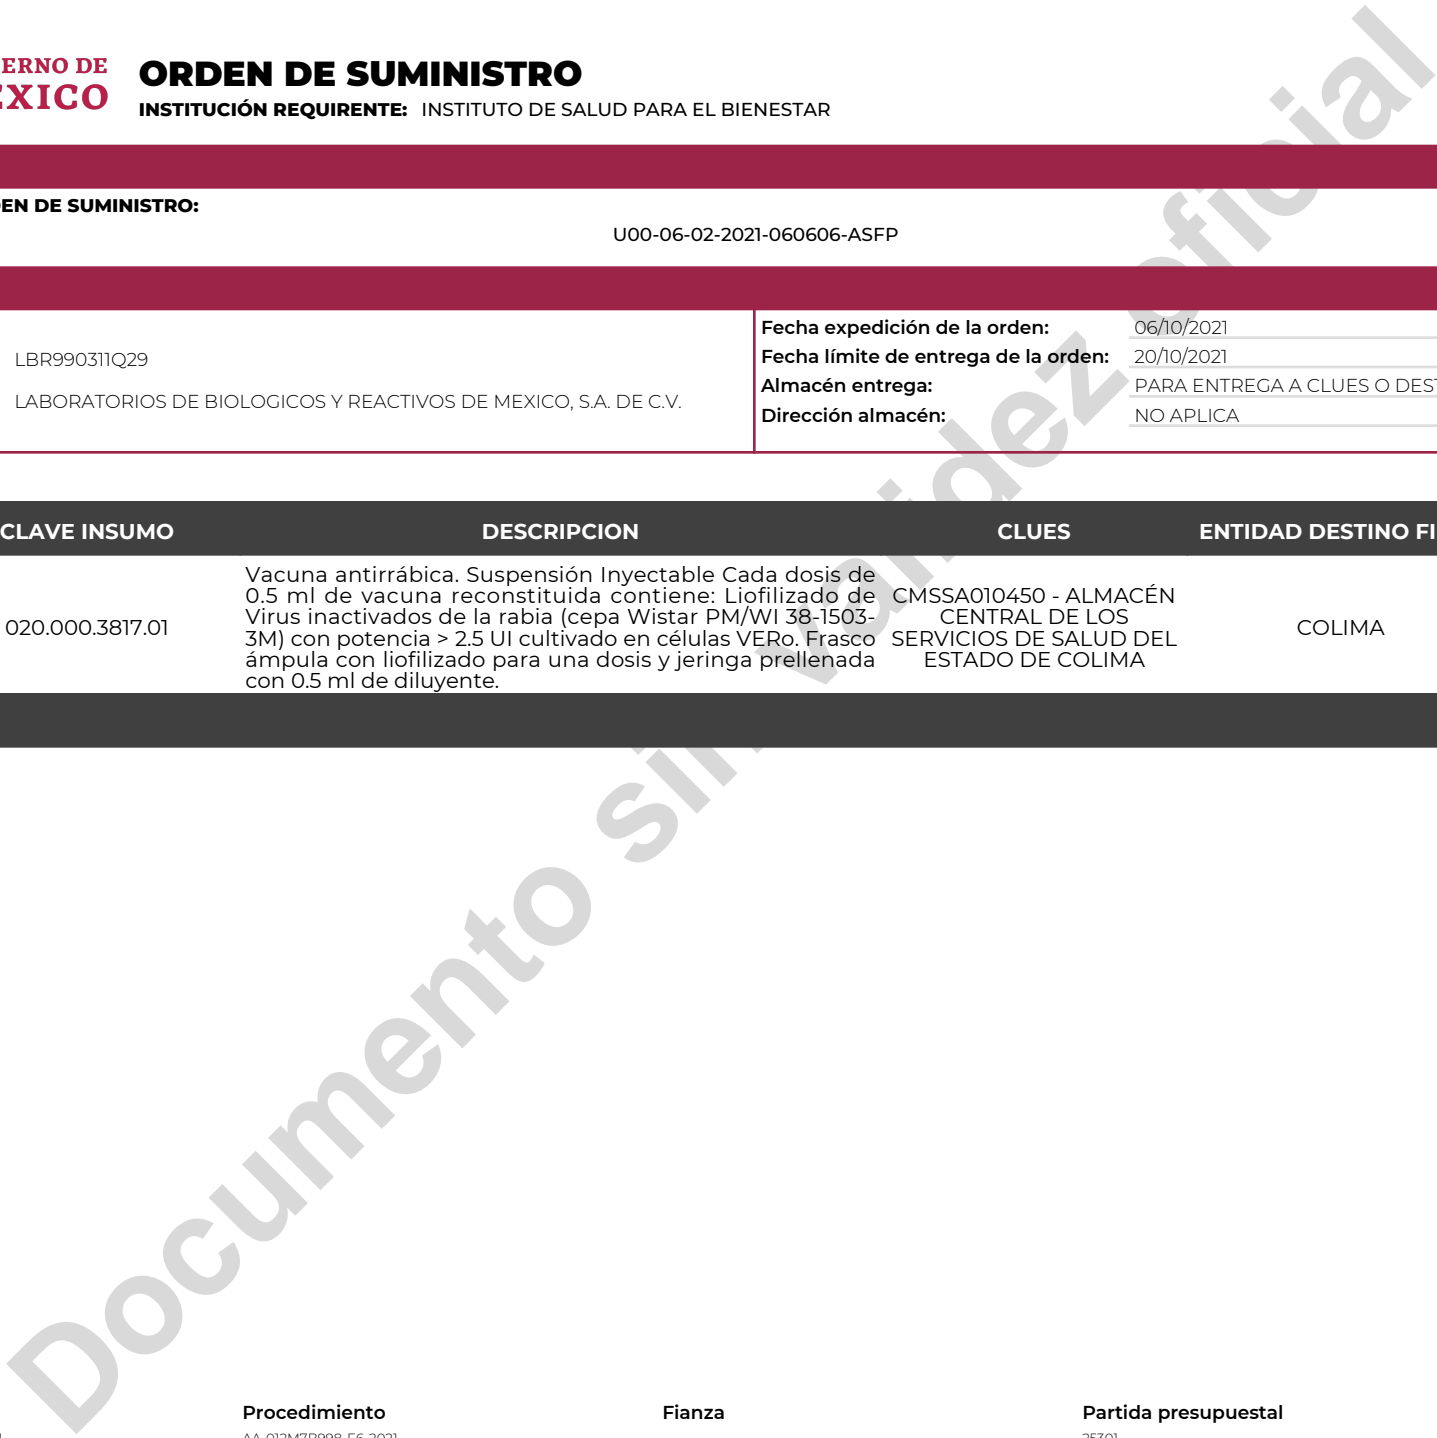 ERNO DE
EXICO
ORDEN DE SUMINISTRO
INSTITUCIÓN REQUIRENTE: INSTITUTO DE SALUD PARA EL BIENESTAR
EN DE SUMINISTRO:
U00-06-02-2021-060606-ASFP
LBR990311Q29
LABORATORIOS DE BIOLOGICOS Y REACTIVOS DE MEXICO, S.A. DE C.V.
Fecha expedición de la orden: 06/10/2021
Fecha límite de entrega de la orden: 20/10/2021
Almacén entrega: PARA ENTREGA A CLUES O DEST
Dirección almacén: NO APLICA
CLAVE INSUMO DESCRIPCION CLUES ENTIDAD DESTINO FI
020.000.3817.01
Vacuna antirrábica. Suspensión Inyectable Cada dosis de
0.5 ml de vacuna reconstituida contiene: Liofilizado de
Virus inactivados de la rabia (cepa Wistar PM/WI 38-1503-
3M) con potencia > 2.5 UI cultivado en células VERo. Frasco
ámpula con liofilizado para una dosis y jeringa prellenada
con 0.5 ml de diluyente.
CMSSA010450 - ALMACÉN
CENTRAL DE LOS
SERVICIOS DE SALUD DEL
ESTADO DE COLIMA
COLIMA
Documento sin validez oficial
Procedimiento Fianza Partida presupuestal